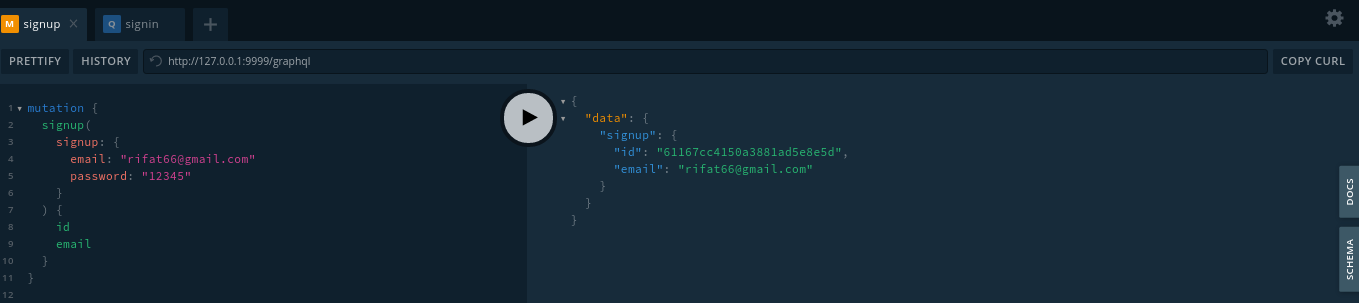 M signup × Q signin +
PRETTIFY HISTORY http://127.0.0.1:9999/graphql COPY CURL
1 mutation {
2 signup(
3 signup: {
4 email: "rifat66@gmail.com"
5 password: "12345"
6 }
7 ) {
8 id
9 email
10 }
11 }
12
{
"data": {
"signup": {
"id": "61167cc4150a3881ad5e8e5d",
"email": "rifat66@gmail.com"
}
}
}
DOCS
SCHEMA